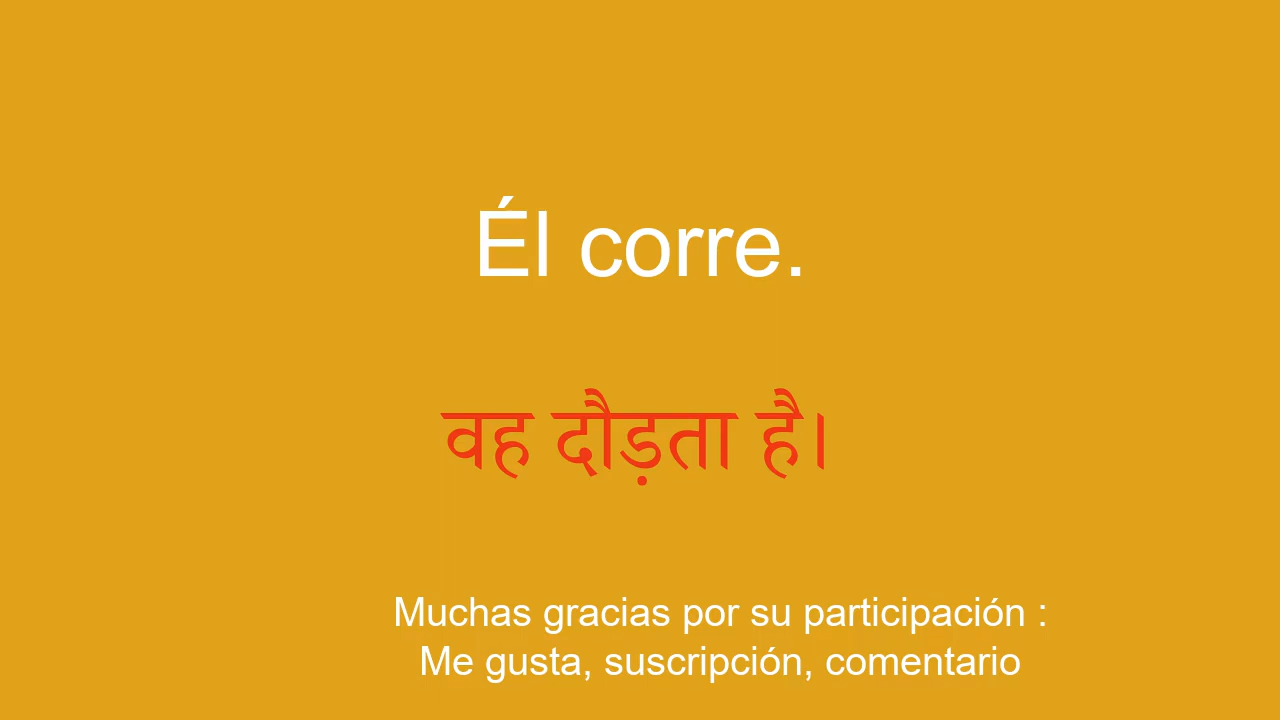 Él corre.
वह दौड़ता है।
Muchas gracias por su participación :
Me gusta, suscripción, comentario